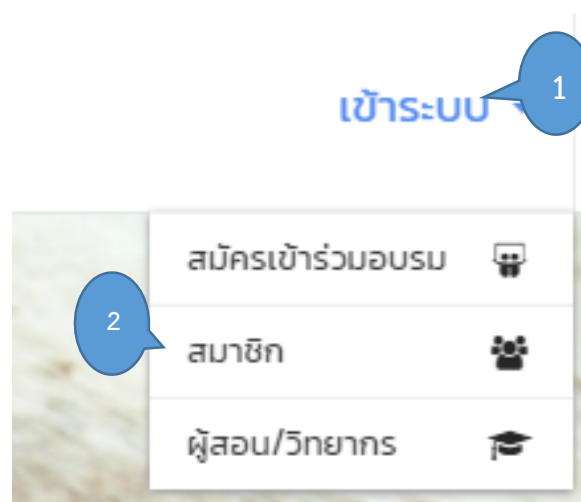 เข้าระบบ
1
สมัครเข้าร่วมอบรม
2
สมาชิก
ผู้สอน/วิทยากร